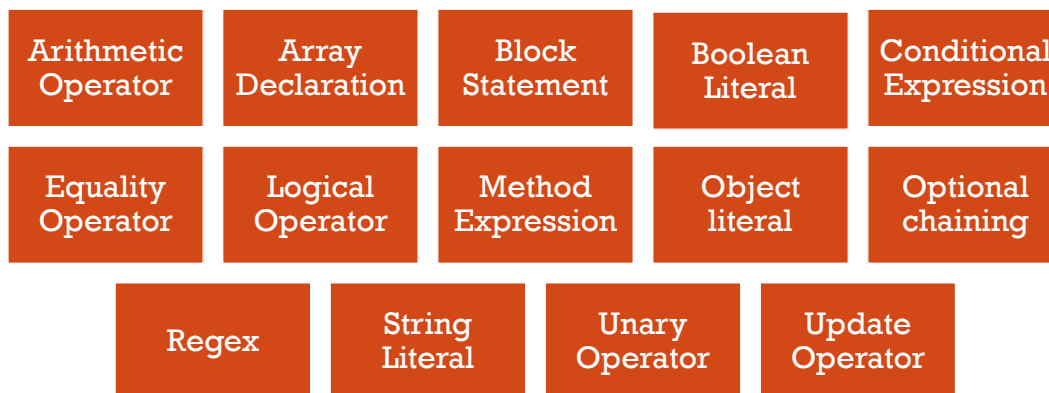 Arithmetic
Operator
Array
Declaration
Block
Statement
Boolean
Literal
Conditional
Expression
Equality
Operator
Logical
Operator
Method
Expression
Object
literal
Optional
chaining
Regex
String
Literal
Unary
Operator
Update
Operator